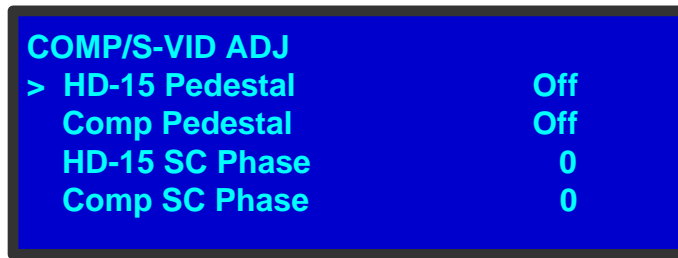 COMP/S-VID ADJ
> HD-15 Pedestal Off
Comp Pedestal Off
HD-15 SC Phase 0
Comp SC Phase 0